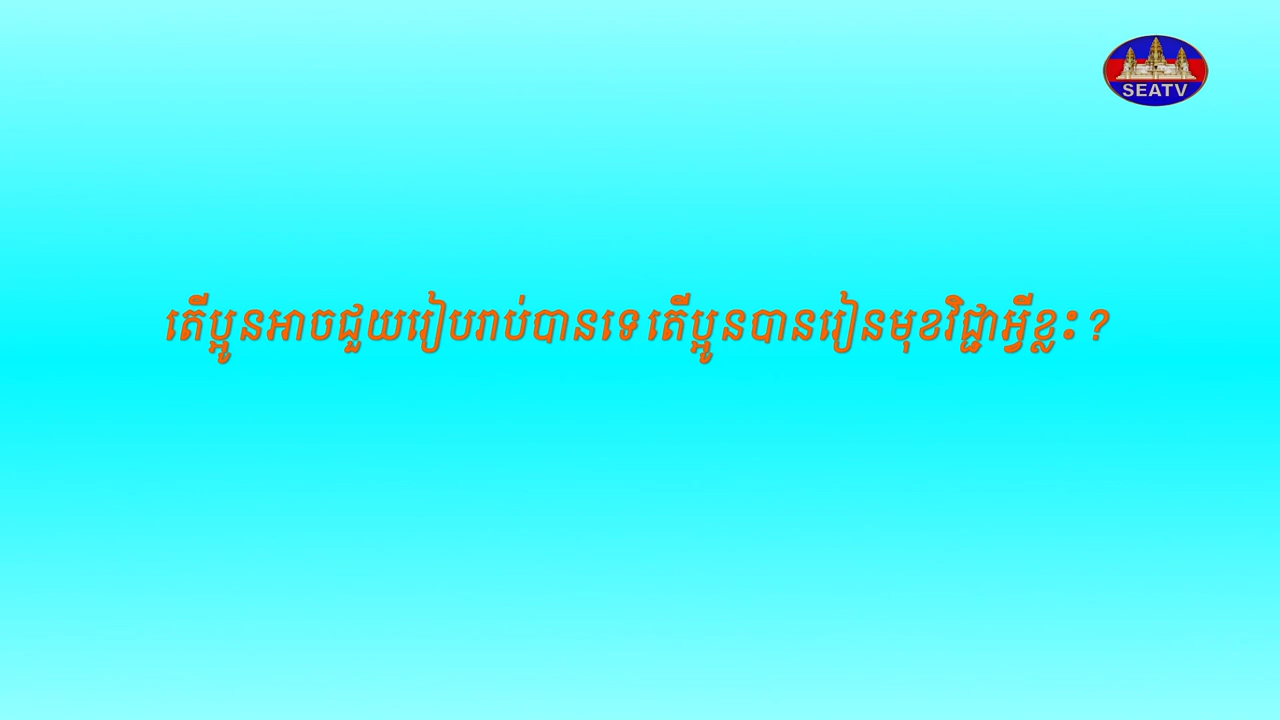 SEATV
តើប្អូនអាចជួយរៀបរាប់បានទេ តើប្អូនបានរៀនមុខវិជ្ជាអ្វីខ្លះ?